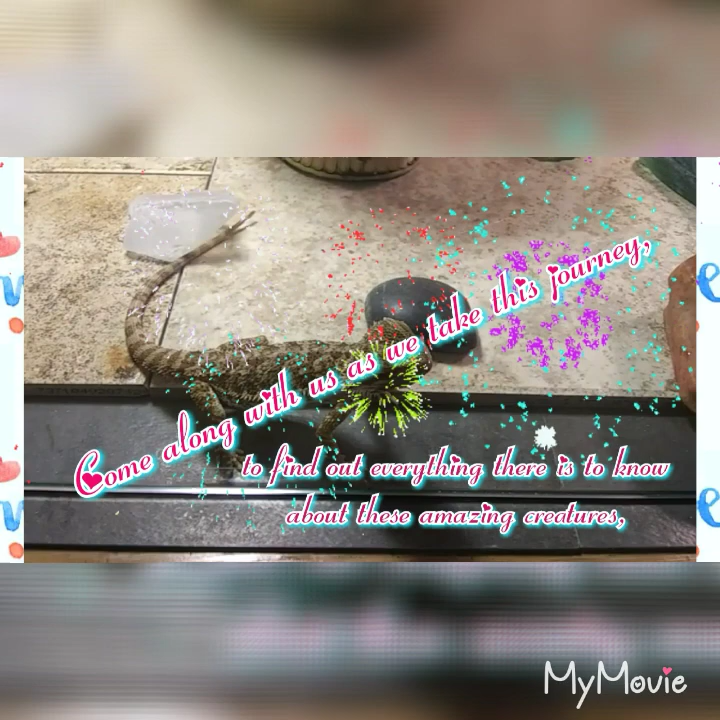 Come along with us as we take this journey,
to find out everything there is to know
about these amazing creatures,
MyMovie